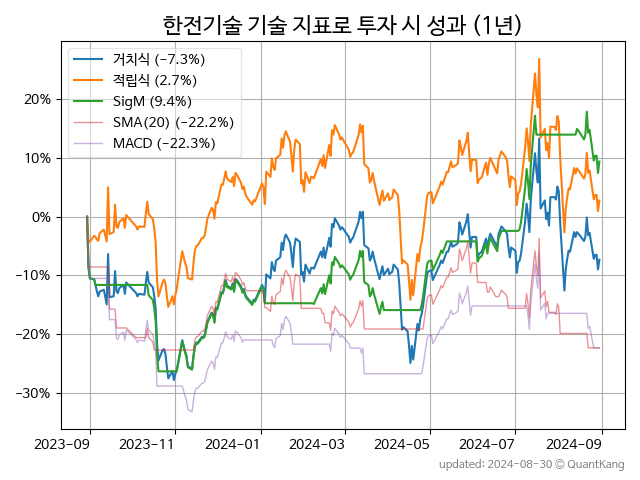 한전기술 기술 지표로 투자 시 성과 (1년)
거치식 (−7.3%)
적립식 (2.7%)
SigM (9.4%)
SMA(20) (−22.2%)
MACD (−22.3%)
20%
10%
0%
−10%
−20%
−30%
2023-09 2023-11 2024-01 2024-03 2024-05 2024-07 2024-09
updated: 2024-08-30 © QuantKang